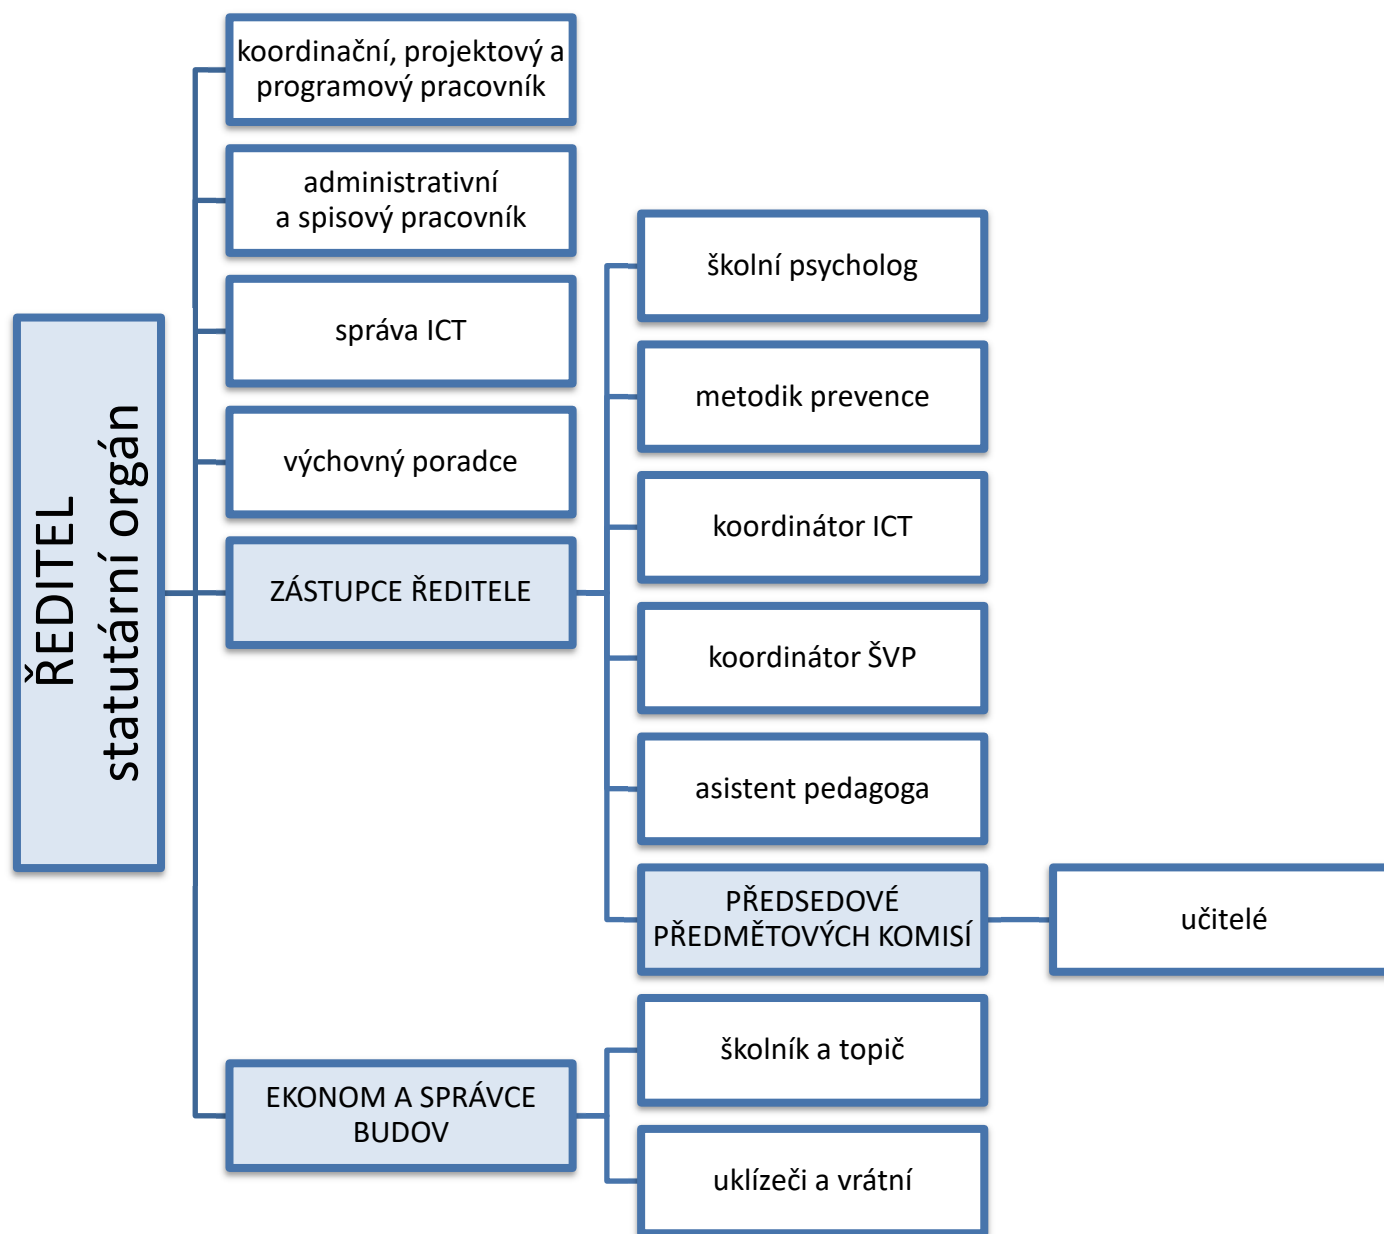 ŘEDITEL
statutární orgán
koordinační, projektový a
programový pracovník
administrativní
a spisový pracovník
správa ICT
výchovný poradce
ZÁSTUPCE ŘEDITELE
školní psycholog
metodik prevence
koordinátor ICT
koordinátor ŠVP
asistent pedagoga
PŘEDSEDOVÉ
PŘEDMĚTOVÝCH KOMISÍ
učitelé
EKONOM A SPRÁVCE
BUDOV
školník a topič
uklízeči a vrátní